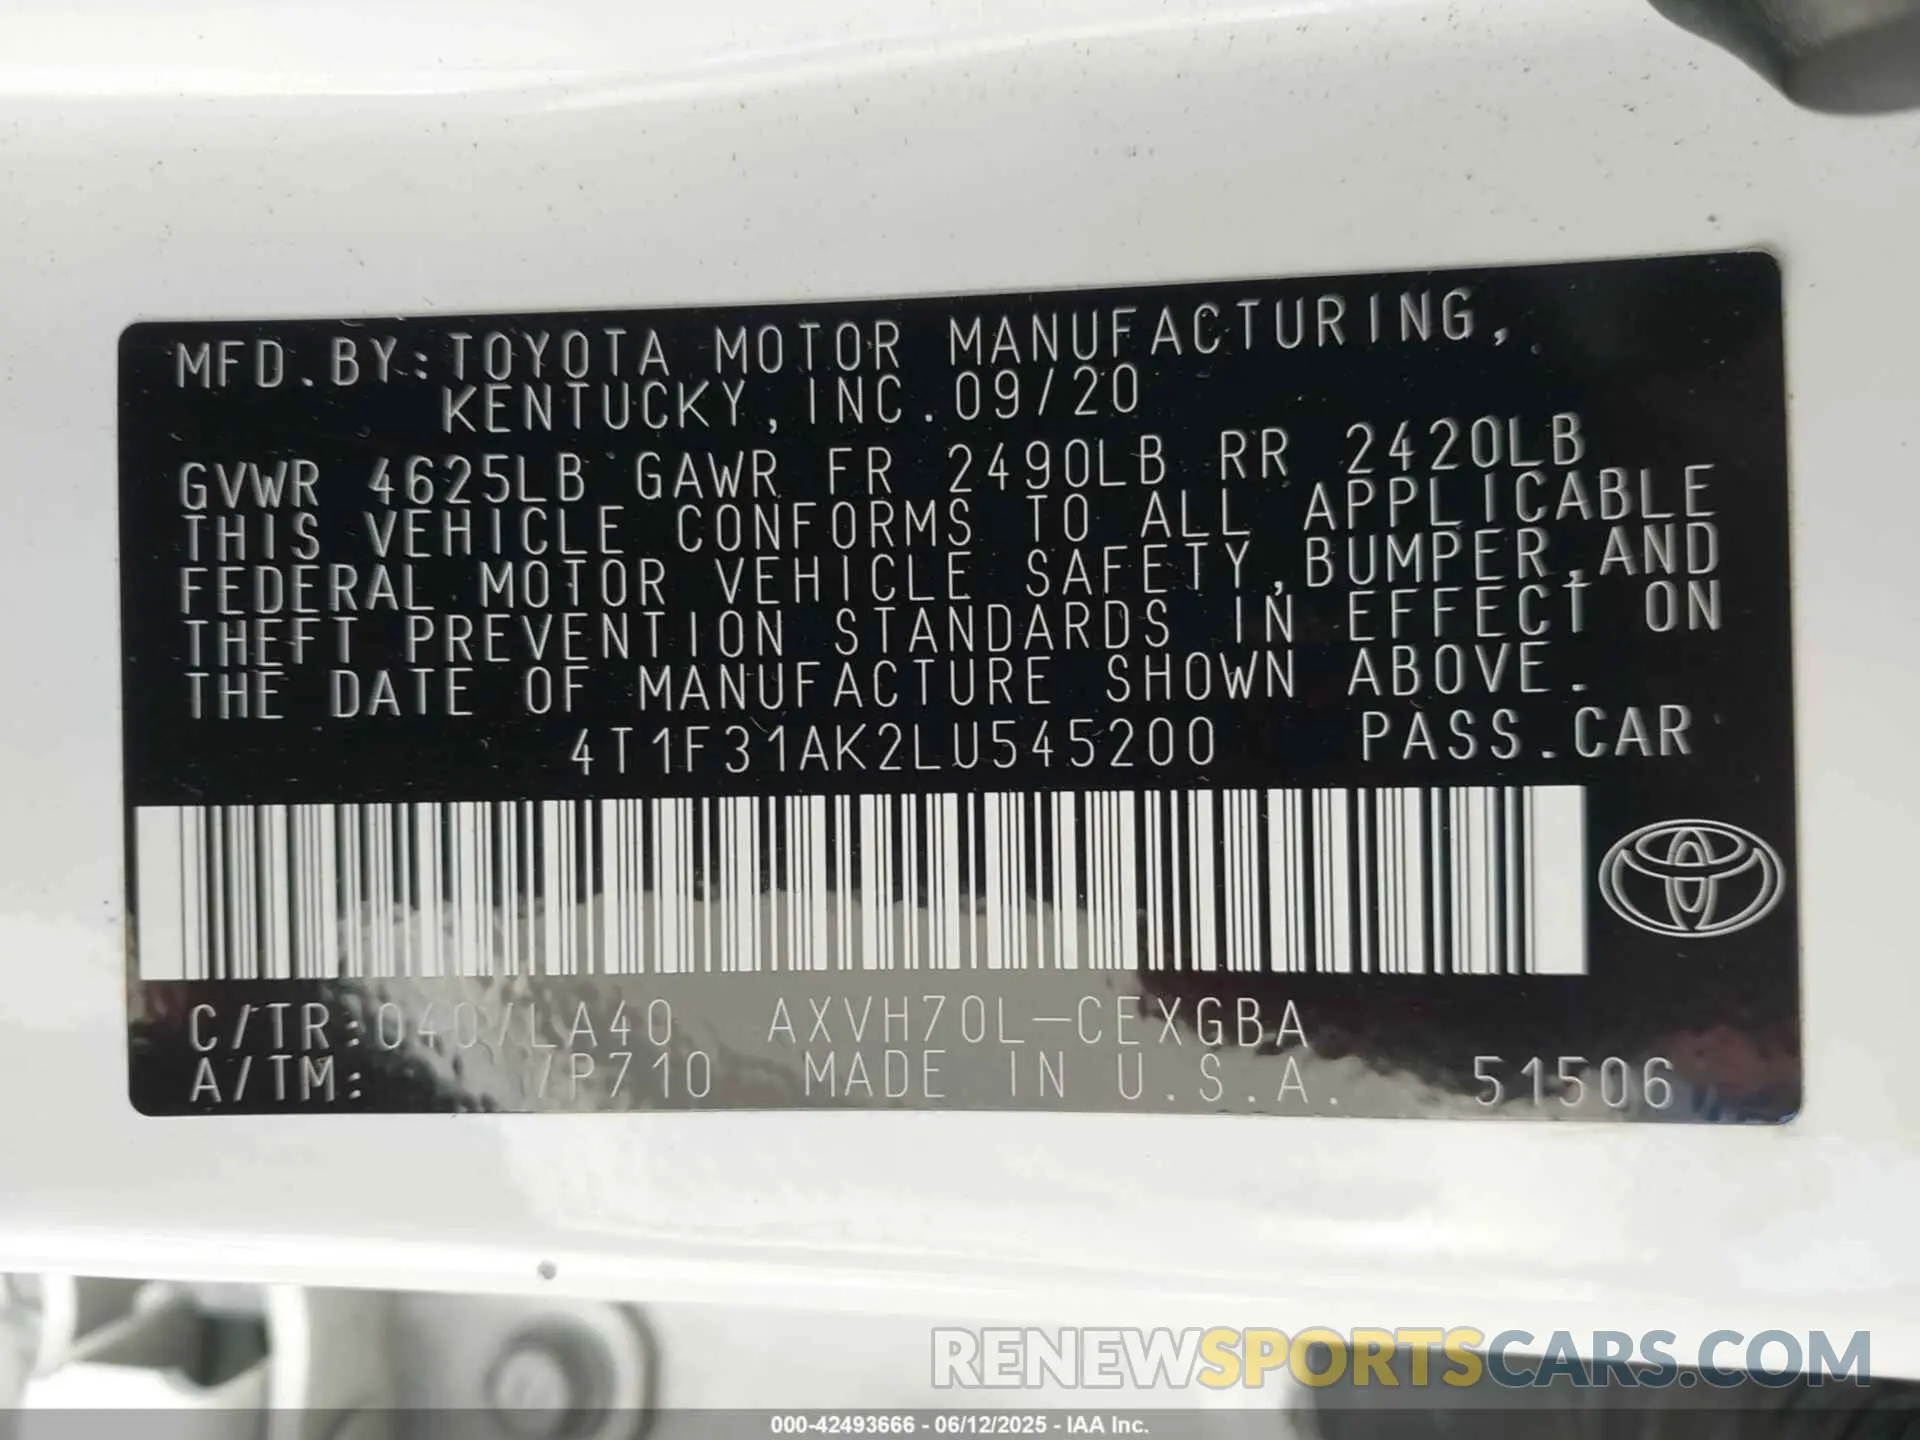 MFD.BY:TOYOTA MOTOR MANUFACTURING,
KENTUCKY, INC. 09/20
GVWR 4625LB GAWR FR 2490LB RR 2420LB
THIS VEHICLE CONFORMS TO ALL APPLICABLE
FEDERAL MOTOR VEHICLE SAFETY,BUMPER,AND
THEFT PREVENTION STANDARDS IN EFFECT ON
THE DATE OF MANUFACTURE SHOWN ABOVE.
4T1F31AK2LU545200 PASS.CAR
C/TR:040/LA40 AXVH70L-CEXGBA
A/TM: /P710 MADE IN U.S.A. 51506
RENEWSPORTSCARS.COM
000-42493666 - 06/12/2025 - IAA Inc.